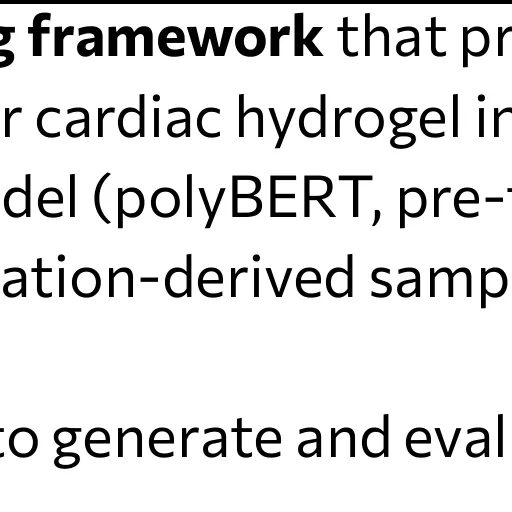 g framework that pr
r cardiac hydrogel in
del (polyBERT, pre-t
ation-derived samp
to generate and eval